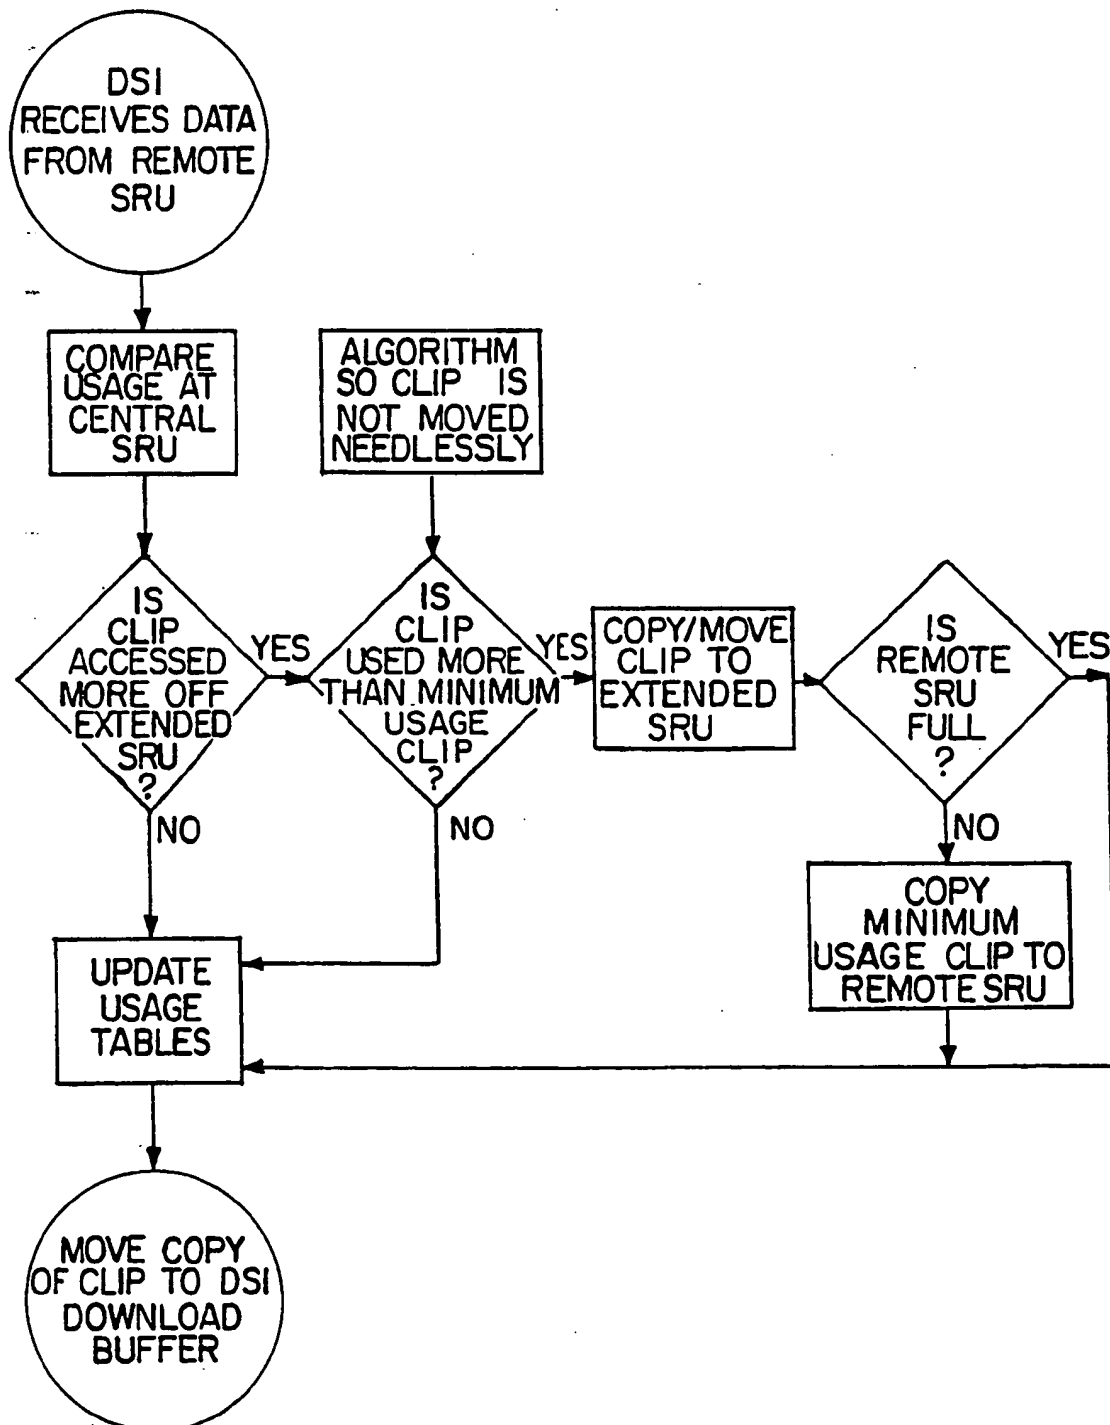 DSI
RECEIVES DATA
FROM REMOTE
SRU
COMPARE
USAGE AT
CENTRAL
SRU
ALGORITHM
SO CLIP IS
NOT MOVED
NEEDLESSLY
IS
CLIP
ACCESSED
MORE OFF
EXTENDED
SRU
?
YES
NO
IS
CLIP
USED MORE
THAN MINIMUM
USAGE
CLIP
?
YES
NO
COPY/MOVE
CLIP TO
EXTENDED
SRU
IS
REMOTE
SRU
FULL
?
YES
NO
COPY
MINIMUM
USAGE CLIP TO
REMOTE SRU
UPDATE
USAGE
TABLES
MOVE COPY
OF CLIP TO DSI
DOWNLOAD
BUFFER